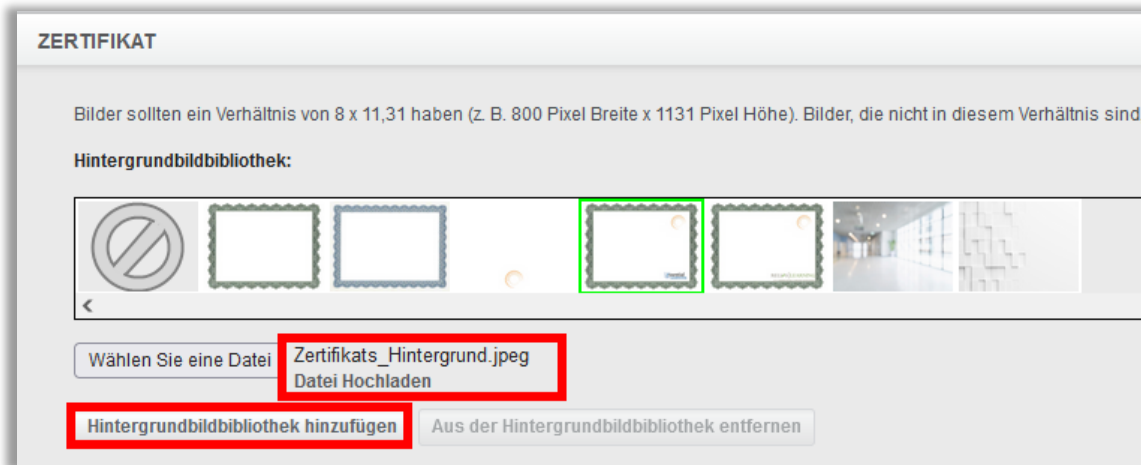 ZERTIFIKAT
Bilder sollten ein Verhältnis von 8 x 11,31 haben (z. B. 800 Pixel Breite x 1131 Pixel Höhe). Bilder, die nicht in diesem Verhältnis sind
Hintergrundbildbibliothek:
Wählen Sie eine Datei
Zertifikats_Hintergrund.jpeg
Datei Hochladen
Hintergrundbildbibliothek hinzufügen
Aus der Hintergrundbildbibliothek entfernen